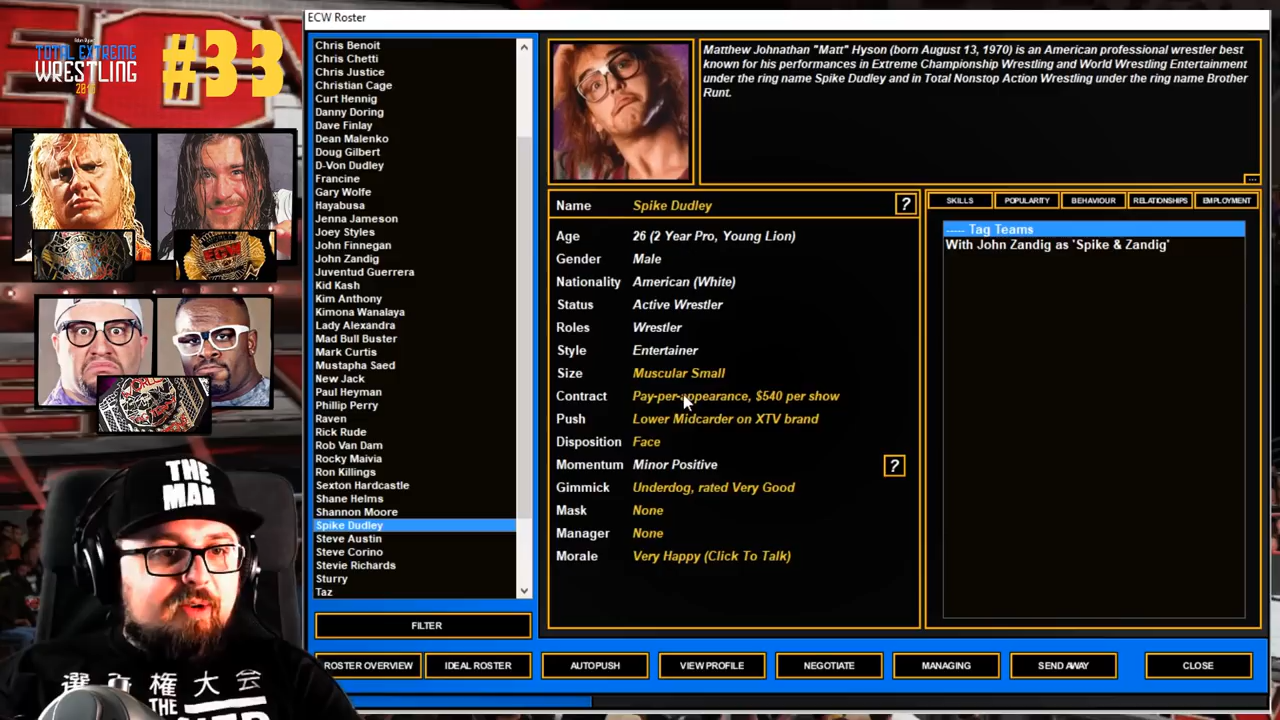 ECW Roster
TOTAL EXTREME
WRESTLING
#33
Chris Benoit
Chris Chetti
Chris Justice
Christian Cage
Curt Hennig
Danny Doring
Dave Finlay
Dean Malenko
Doug Gilbert
D-Von Dudley
Francine
Gary Wolfe
Hayabusa
Jenna Jameson
Joey Styles
John Finnegan
John Zandig
Juventud Guerrera
Kid Kash
Kim Anthony
Kimona Wanalaya
Lady Alexandra
Mad Bull Buster
Mark Curtis
Mustapha Saed
New Jack
Paul Heyman
Phillip Perry
Raven
Rick Rude
Rob Van Dam
Rocky Maivia
Ron Killings
Sexton Hardcastle
Shane Helms
Shannon Moore
Spike Dudley
Steve Austin
Steve Corino
Stevie Richards
Sturry
Taz
FILTER
Matthew Johnathan "Matt" Hyson (born August 13, 1970) is an American professional wrestler best
known for his performances in Extreme Championship Wrestling and World Wrestling Entertainment
under the ring name Spike Dudley and in Total Nonstop Action Wrestling under the ring name Brother
Runt.
...
Name Spike Dudley ?
Age 26 (2 Year Pro, Young Lion)
Gender Male
Nationality American (White)
Status Active Wrestler
Roles Wrestler
Style Entertainer
Size Muscular Small
Contract Pay-per-appearance, $540 per show
Push Lower Midcarder on XTV brand
Disposition Face
Momentum Minor Positive ?
Gimmick Underdog, rated Very Good
Mask None
Manager None
Morale Very Happy (Click To Talk)
SKILLS POPULARITY BEHAVIOUR RELATIONSHIPS EMPLOYMENT
----- Tag Teams
With John Zandig as 'Spike & Zandig'
ROSTER OVERVIEW IDEAL ROSTER AUTOPUSH VIEW PROFILE NEGOTIATE MANAGING SEND AWAY CLOSE
THE
MAN
選手権大会
THE